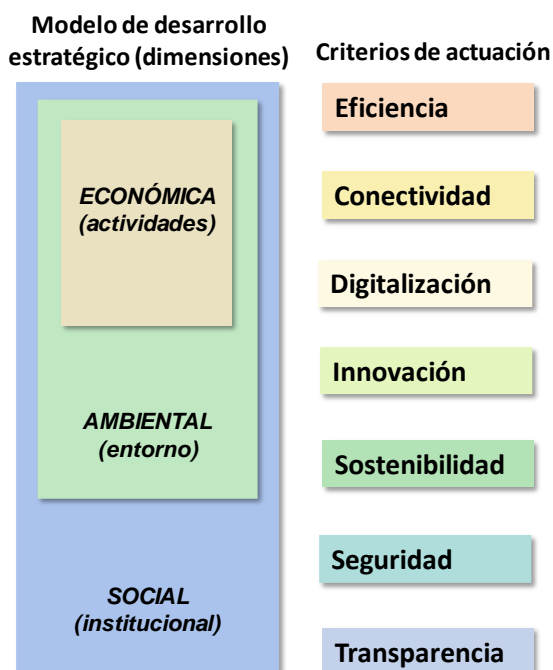 Modelo de desarrollo
estratégico (dimensiones)
ECONÓMICA
(actividades)
AMBIENTAL
(entorno)
SOCIAL
(institucional)
Criterios de actuación
Eficiencia
Conectividad
Digitalización
Innovación
Sostenibilidad
Seguridad
Transparencia